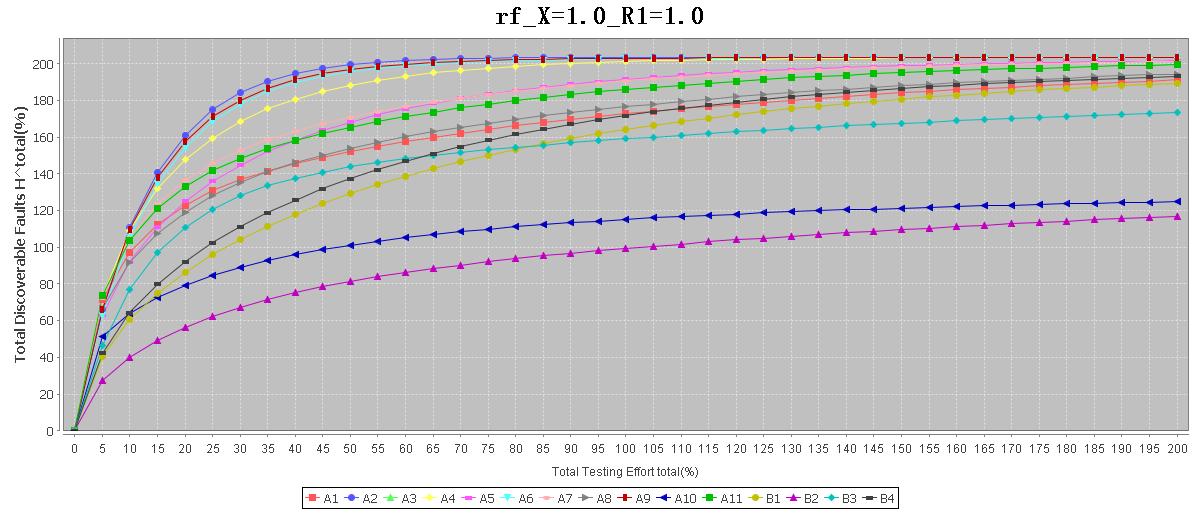 rf_X=1.0_R1=1.0
Total Discoverable Faults H^total(%)
200
180
160
140
120
100
80
60
40
20
0
0 5 10 15 20 25 30 35 40 45 50 55 60 65 70 75 80 85 90 95 100 105 110 115 120 125 130 135 140 145 150 155 160 165 170 175 180 185 190 195 200
Total Testing Effort total(%)
A1 A2 A3 A4 A5 A6 A7 A8 A9 A10 A11 B1 B2 B3 B4